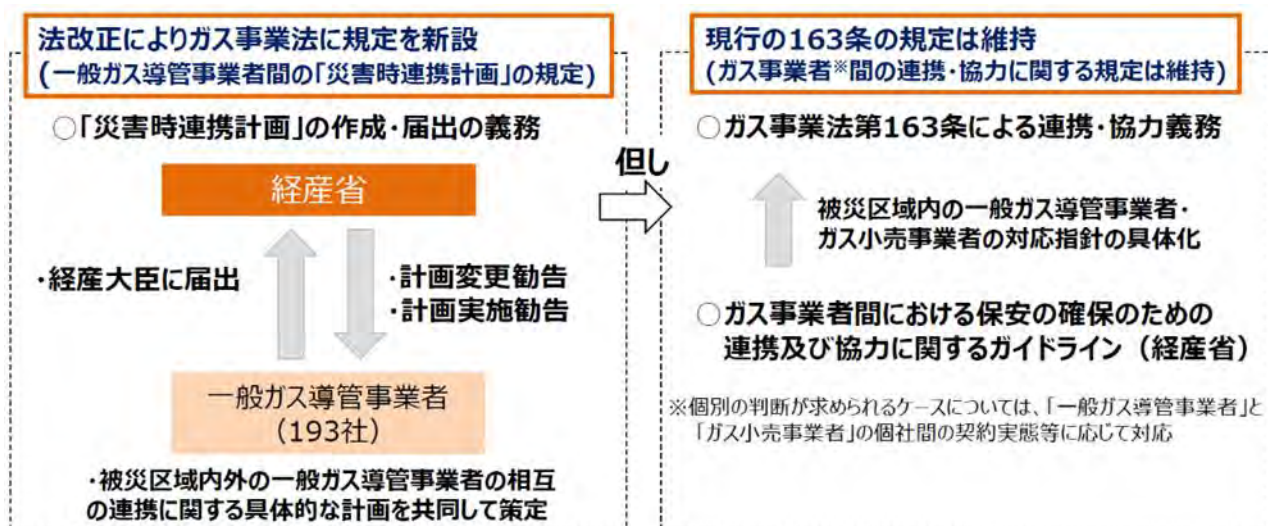 法改正によりガス事業法に規定を新設
(一般ガス導管事業者間の「災害時連携計画」の規定)
○「災害時連携計画」の作成・届出の義務
経産省
・経産大臣に届出
・計画変更勧告
・計画実施勧告
一般ガス導管事業者
(193社)
・被災区域内外の一般ガス導管事業者の相互
の連携に関する具体的な計画を共同して策定
但し
現行の163条の規定は維持
(ガス事業者※間の連携・協力に関する規定は維持)
○ガス事業法第163条による連携・協力義務
被災区域内の一般ガス導管事業者・
ガス小売事業者の対応指針の具体化
○ガス事業者間における保安の確保のための
連携及び協力に関するガイドライン（経産省）
※個別の判断が求められるケースについては、「一般ガス導管事業者」と
「ガス小売事業者」の個社間の契約実態等に応じて対応